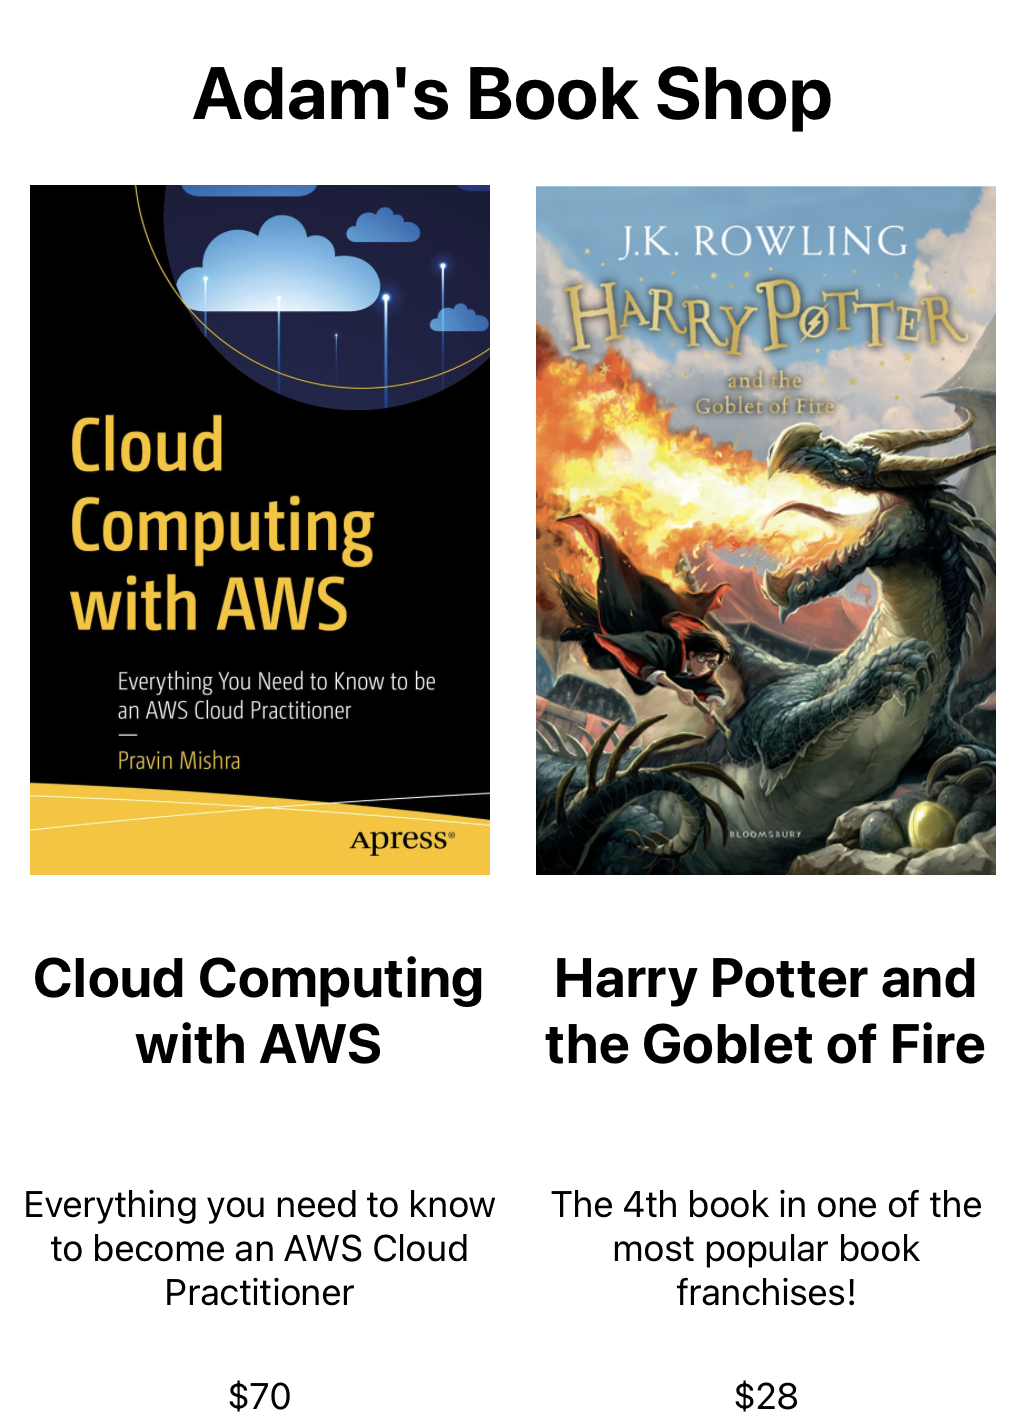 Adam's Book Shop
Cloud
Computing
with AWS
Everything You Need to Know to be
an AWS Cloud Practitioner
Pravin Mishra
Apress®
J.K. ROWLING
HARRY POTTER
and the
Goblet of Fire
BLOOMSBURY
Cloud Computing
with AWS
Everything you need to know
to become an AWS Cloud
Practitioner
$70
Harry Potter and
the Goblet of Fire
The 4th book in one of the
most popular book
franchises!
$28